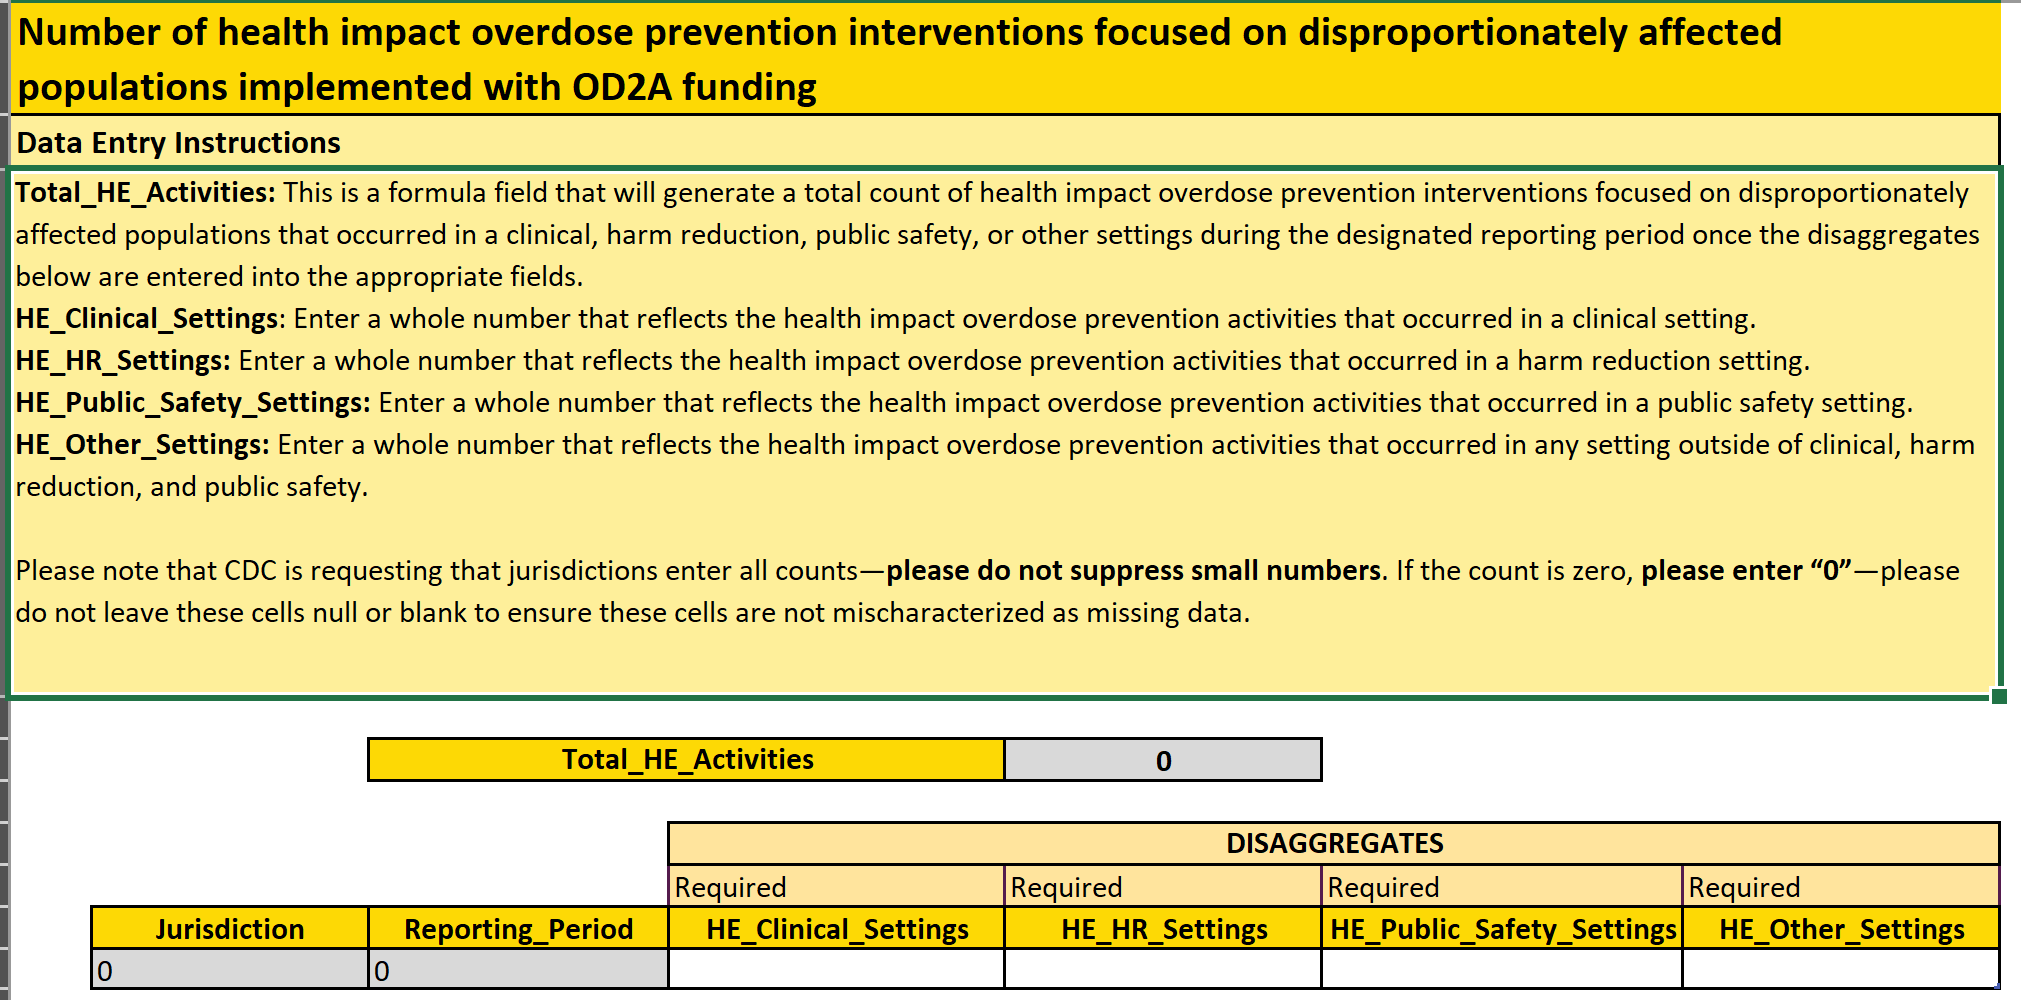 Number of health impact overdose prevention interventions focused on disproportionately affected
populations implemented with OD2A funding
Data Entry Instructions
Total_HE_Activities: This is a formula field that will generate a total count of health impact overdose prevention interventions focused on disproportionately
affected populations that occurred in a clinical, harm reduction, public safety, or other settings during the designated reporting period once the disaggregates
below are entered into the appropriate fields.
HE_Clinical_Settings: Enter a whole number that reflects the health impact overdose prevention activities that occurred in a clinical setting.
HE_HR_Settings: Enter a whole number that reflects the health impact overdose prevention activities that occurred in a harm reduction setting.
HE_Public_Safety_Settings: Enter a whole number that reflects the health impact overdose prevention activities that occurred in a public safety setting.
HE_Other_Settings: Enter a whole number that reflects the health impact overdose prevention activities that occurred in any setting outside of clinical, harm
reduction, and public safety.
Please note that CDC is requesting that jurisdictions enter all counts—please do not suppress small numbers. If the count is zero, please enter “0”—please
do not leave these cells null or blank to ensure these cells are not mischaracterized as missing data.
Total_HE_Activities 0
DISAGGREGATES
Required Required Required Required
Jurisdiction Reporting_Period HE_Clinical_Settings HE_HR_Settings HE_Public_Safety_Settings HE_Other_Settings
0 0